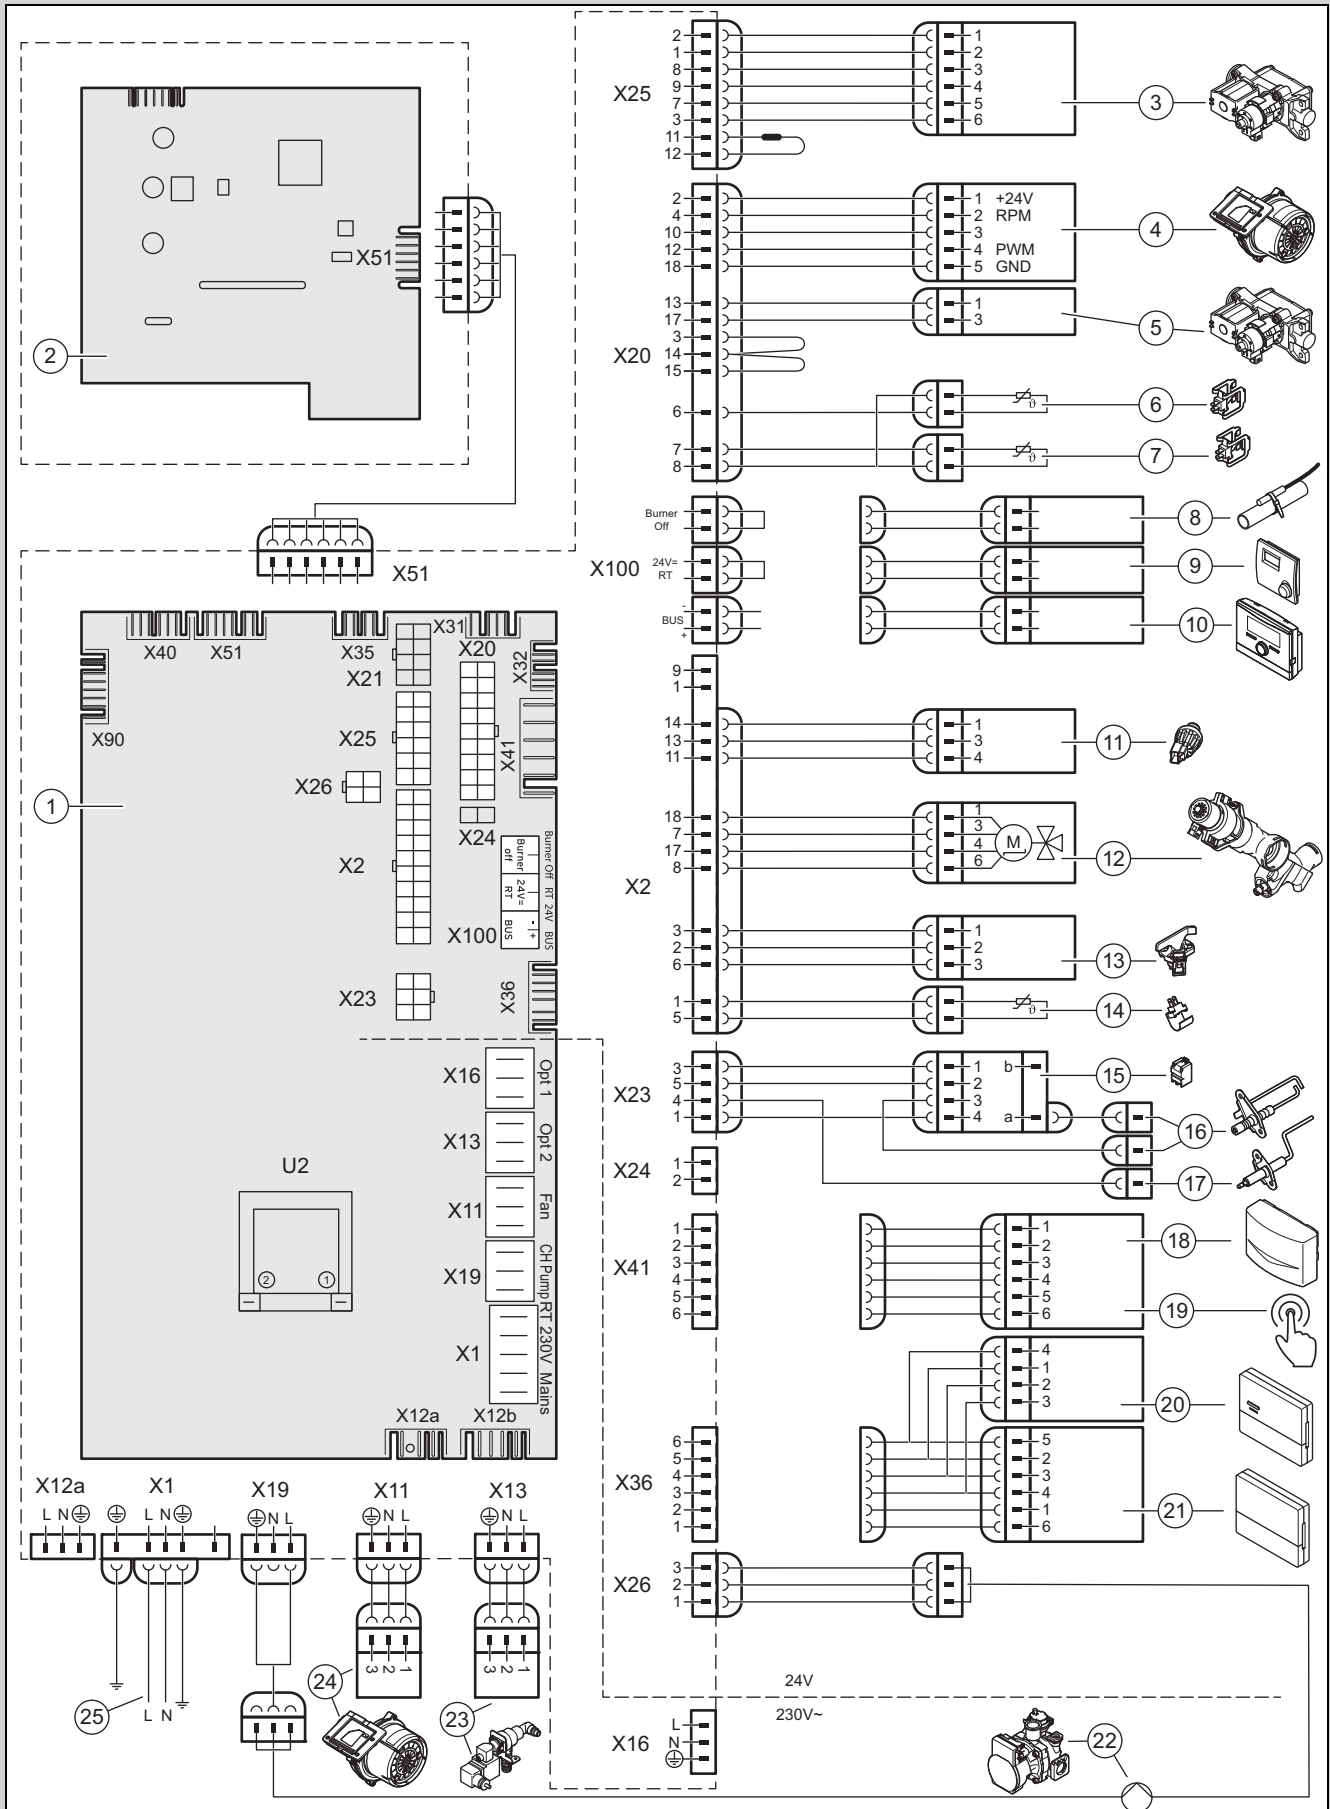 X25
2 1
1 2
8 3
9 4
7 5
3 6
11
12
3
X51
2
X20
2 1 +24V
4 2 RPM
10 3
12 4 PWM
18 5 GND
4
13 1
17 3
5
3
14
15
6 ϑ 6
7 ϑ 7
8
X51
X100
Burner
Off
8
24V=
RT
9
-
BUS
+
10
X40 X51 X35 X31 X20 X32
X21
X90
X25
X41
X26
X24
X2
Burner Off RT 24V BUS
Burner off
24V= RT
- +
BUS
X100
X23
X36
1
X16 Opt 1
X13 Opt 2
X11 Fan
X19 CH Pump
X1 RT 230V Mains
U2
2 1
X12a X12b
X2
9
1
14 1
13 3
11 4
11
18 1
7 3
17 4
8 6
M
12
3 1
2 2
6 3
13
1 ϑ
5
14
X23
3 1 b
5 2
4 3
1 4 a
15
16
17
X24
1
2
X41
1 1
2 2
3 3
4 4
5 5
6 6
18
19
4
1
2
3
20
X36
6 5
5 2
4 3
3 4
2 1
1 6
21
X26
3
2
1
X12a X1 X19 X11 X13
L N L N N L N L N L
3 2 1
3 2 1
24
23
25
L N
24V
230V~
X16
L
N
22